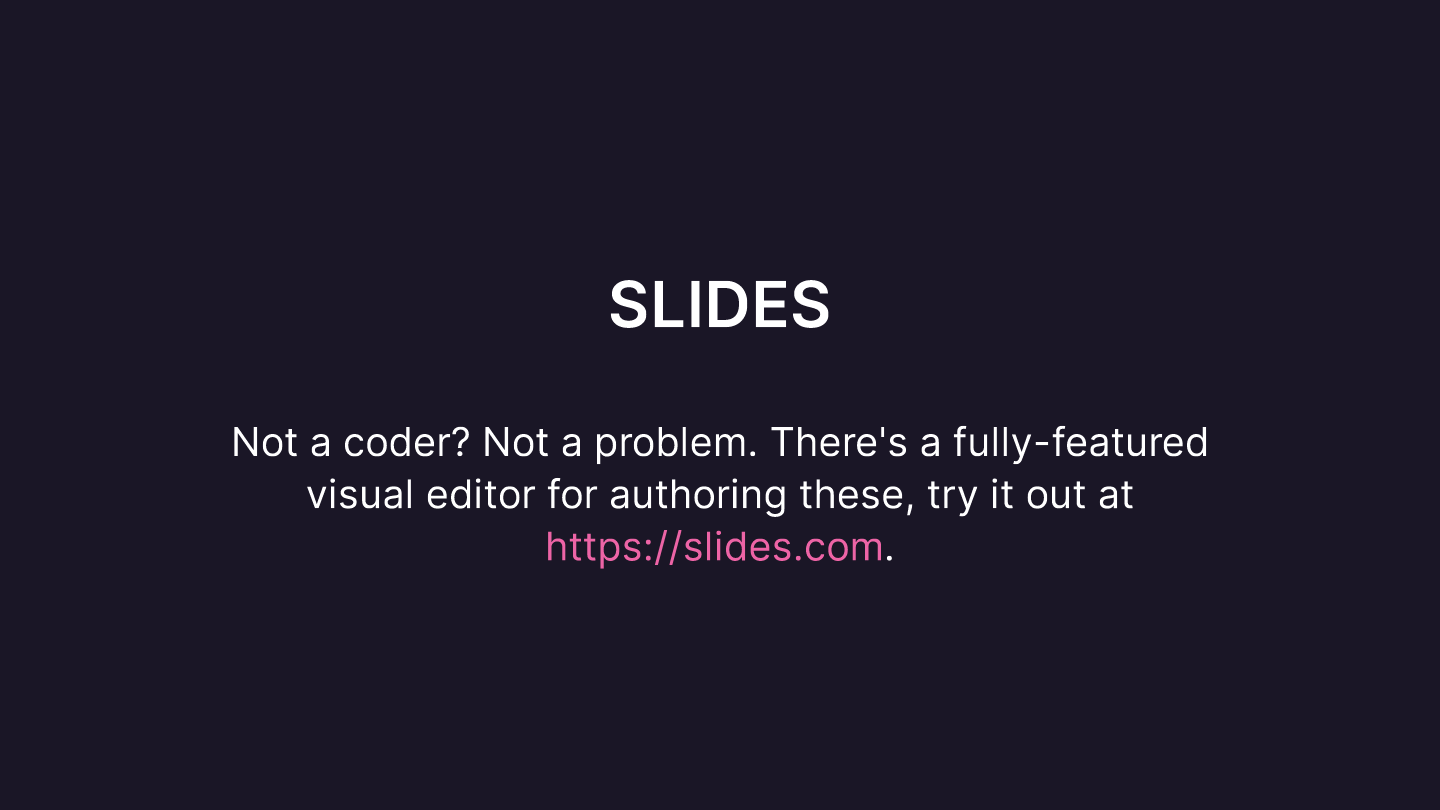 SLIDES
Not a coder? Not a problem. There's a fully-featured
visual editor for authoring these, try it out at
https://slides.com.